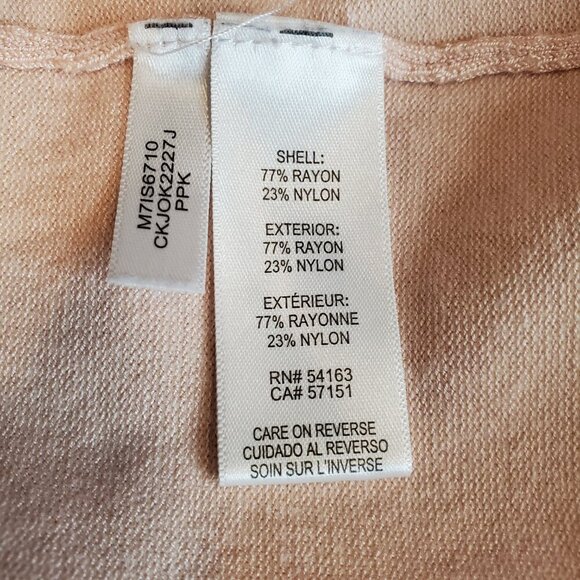 M7IS6710
CKJOK2227J
PPK
SHELL:
77% RAYON
23% NYLON
EXTERIOR:
77% RAYON
23% NYLON
EXTÉRIEUR:
77% RAYONNE
23% NYLON
RN# 54163
CA# 57151
CARE ON REVERSE
CUIDADO AL REVERSO
SOIN SUR L'INVERSE